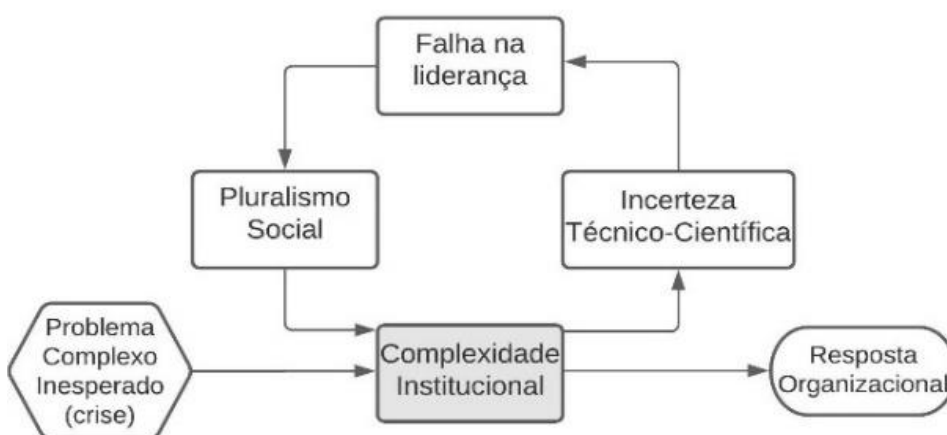 Falha na
liderança
Pluralismo
Social
Incerteza
Técnico-Científica
Problema
Complexo
Inesperado
(crise)
Complexidade
Institucional
Resposta
Organizacional